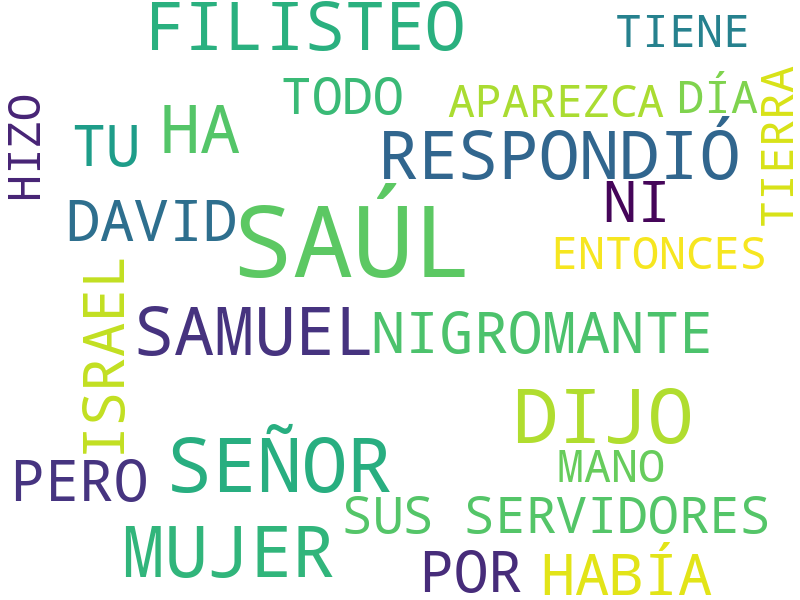 FILISTEO
TIENE
TODO
APAREZCA
DÍA
TIERRA
HIZO
TU
HA
RESPONDIÓ
NI
DAVID
SAÚL
ENTONCES
ISRAEL
SAMUEL
NIGROMANTE
DIJO
SEÑOR
MANO
PERO
SUS SERVIDORES
MUJER
POR
HABÍA